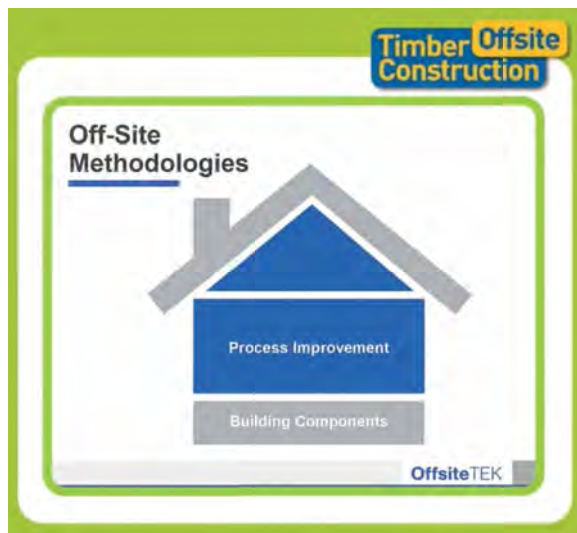 Timber Offsite
Construction
Off-Site
Methodologies
Process Improvement
Building Components
OffsiteTEK